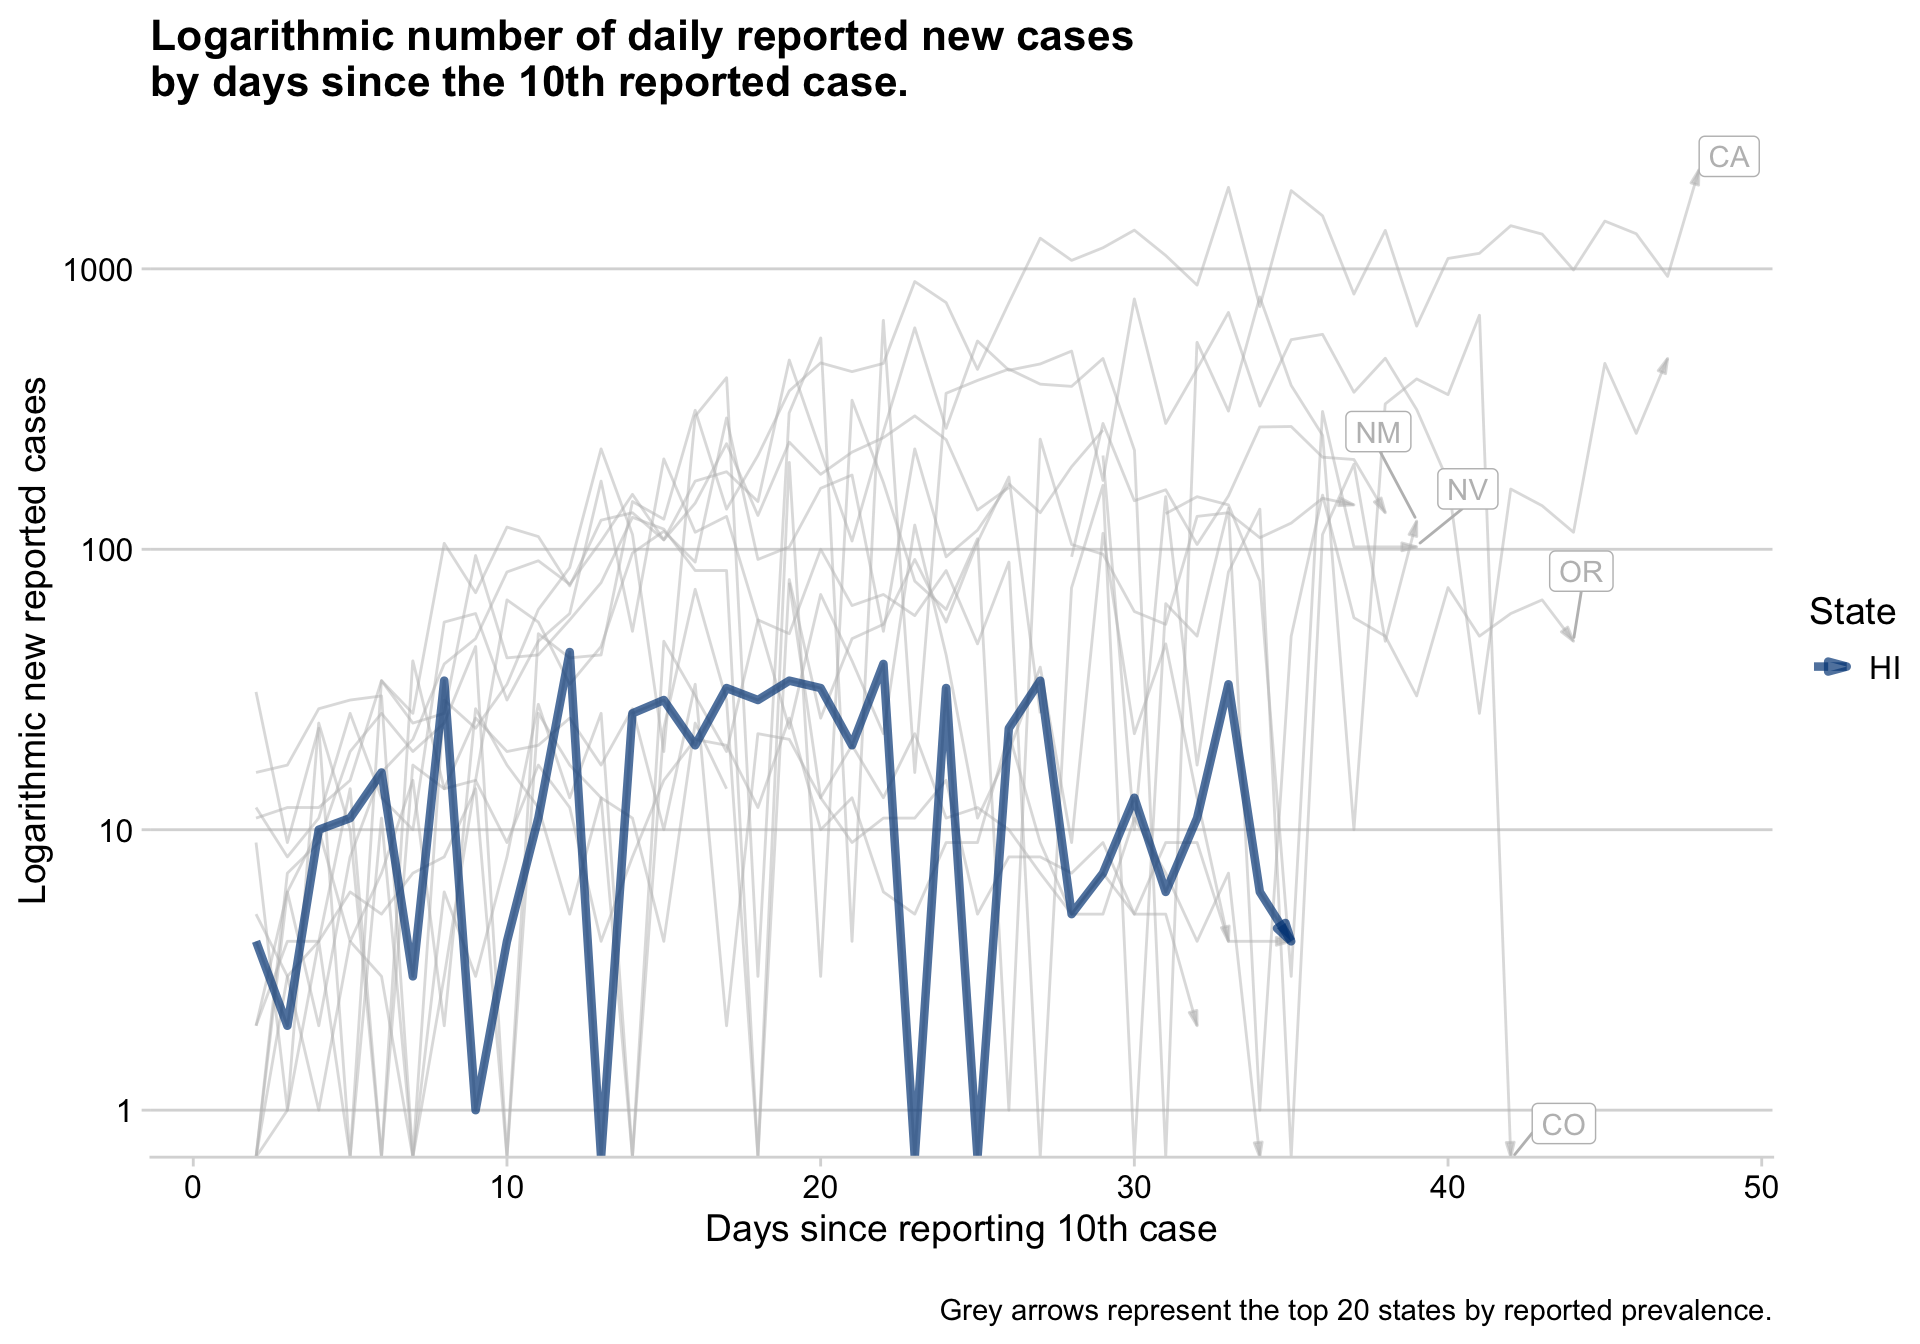 Logarithmic number of daily reported new cases
by days since the 10th reported case.
Logarithmic new reported cases
1000
100
10
1
CA
NM
NV
OR
CO
State
HI
0 10 20 30 40 50
Days since reporting 10th case
Grey arrows represent the top 20 states by reported prevalence.